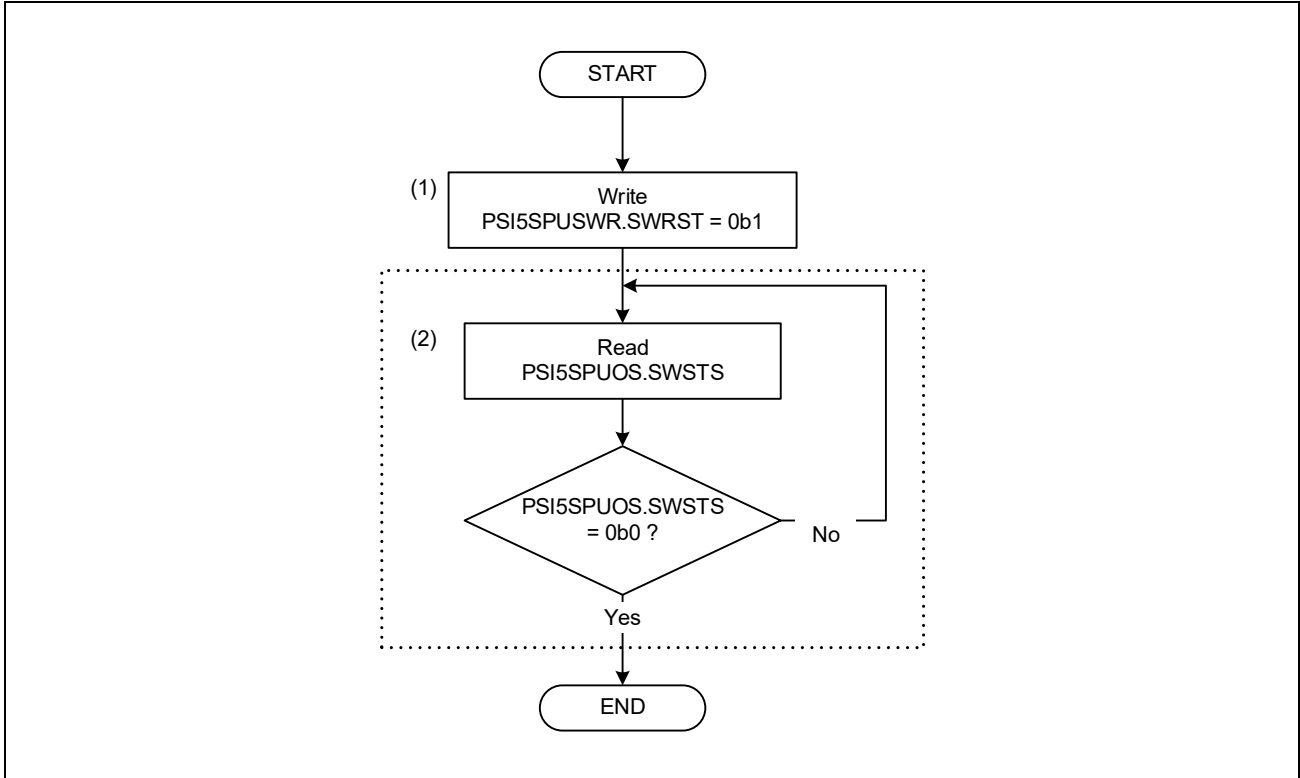 START
(1)
Write
PSI5SPUSWR.SWRST = 0b1
(2)
Read
PSI5SPUOS.SWSTS
PSI5SPUOS.SWSTS
= 0b0 ?
No
Yes
END